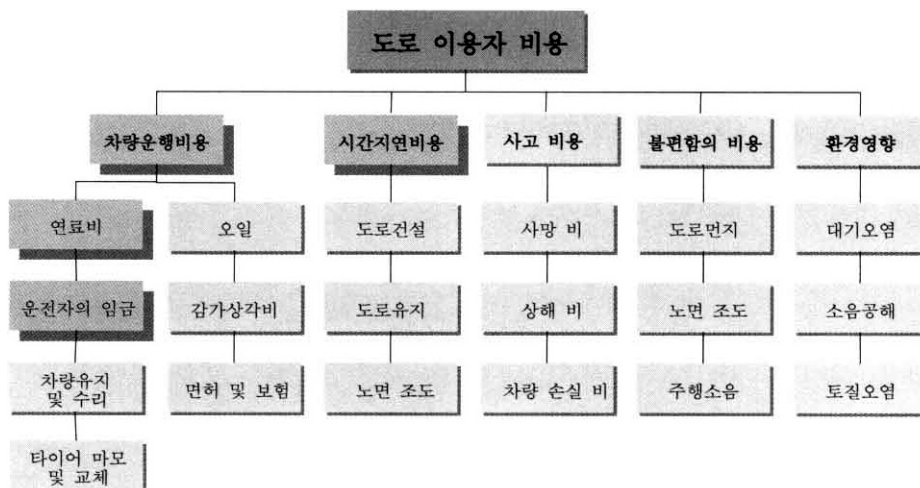 도로 이용자 비용
차량운행비용
시간지연비용
사고 비용
불편함의 비용
환경영향
연료비
오일
도로건설
사망 비
도로먼지
대기오염
운전자의 임금
감가상각비
도로유지
상해 비
노면 조도
소음공해
차량유지
및 수리
면허 및 보험
노면 조도
차량 손실 비
주행소음
토질오염
타이어 마모
및 교체